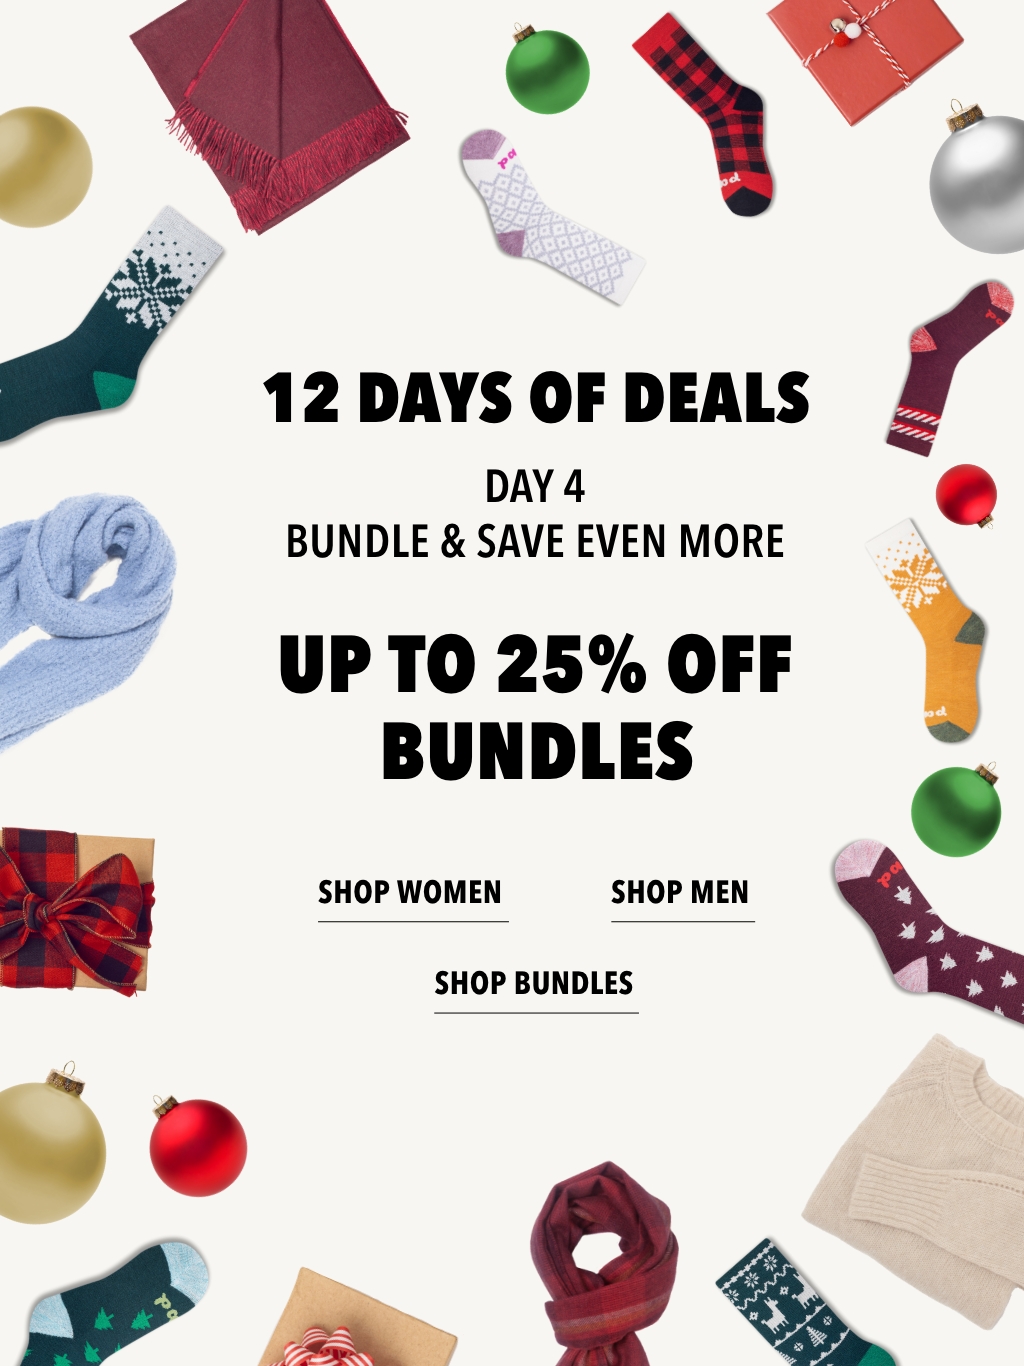 12 DAYS OF DEALS
DAY 4
BUNDLE & SAVE EVEN MORE
UP TO 25% OFF
BUNDLES
SHOP WOMEN
SHOP MEN
SHOP BUNDLES